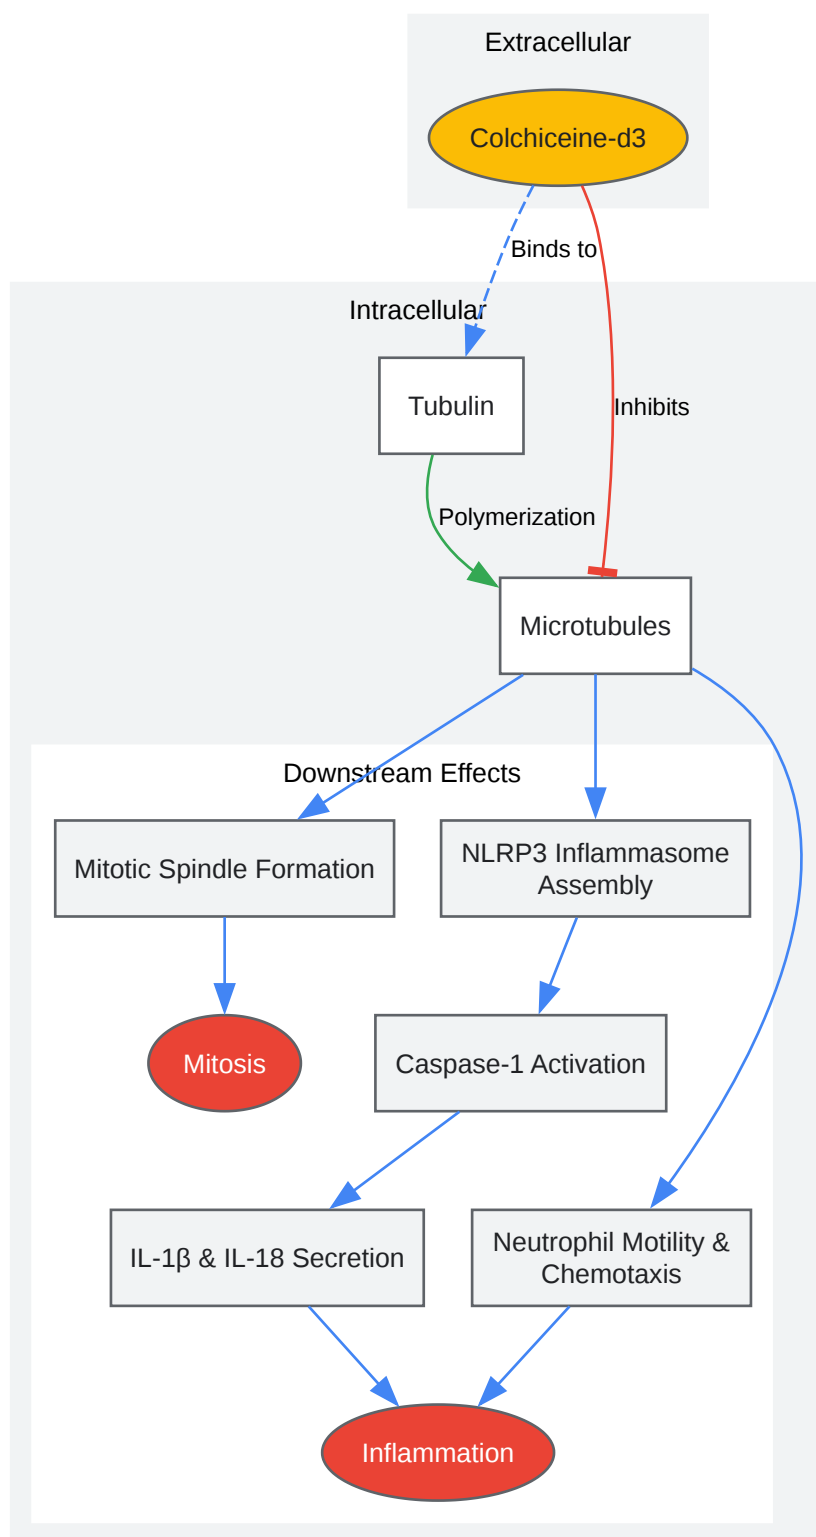 Extracellular
Colchiceine-d3
Binds to
Intracellular
Tubulin
Inhibits
Polymerization
Microtubules
Downstream Effects
Mitotic Spindle Formation
NLRP3 Inflammasome
Assembly
Mitosis
Caspase-1 Activation
IL-1β & IL-18 Secretion
Neutrophil Motility &
Chemotaxis
Inflammation